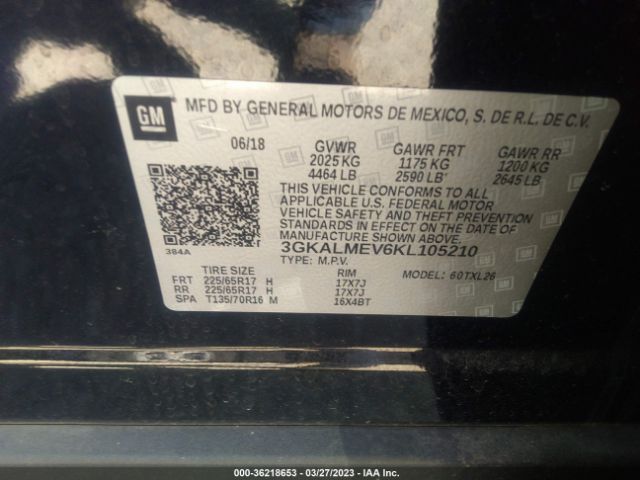 GM MFD BY GENERAL MOTORS DE MEXICO, S. DE R.L. DE C.V.
06/18 GVWR GAWR FRT GAWR RR
2025 KG 1175 KG 1200 KG
4464 LB 2590 LB 2645 LB
THIS VEHICLE CONFORMS TO ALL
APPLICABLE U.S. FEDERAL MOTOR
VEHICLE SAFETY AND THEFT PREVENTION
STANDARDS IN EFFECT ON THE DATE OF
MANUFACTURE SHOWN ABOVE.
384A
3GKALMEV6KL105210
TYPE: M.P.V. MODEL: 60TXL26
TIRE SIZE RIM
FRT 225/65R17 H 17X7J
RR 225/65R17 H 17X7J
SPA T135/70R16 M 16X4BT
000-36218653 - 03/27/2023 - IAA Inc.